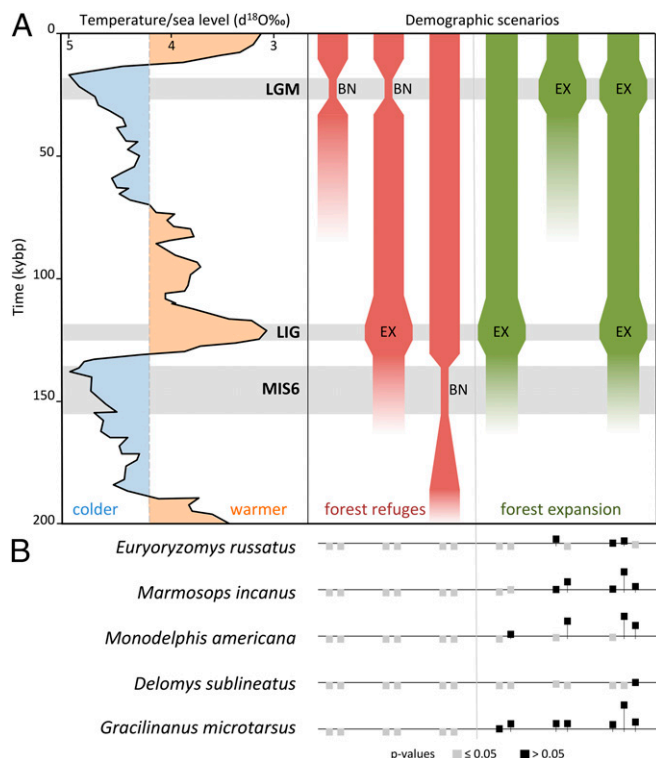 A
Temperature/sea level (d18O‰)
Demographic scenarios
5 4 3
0
LGM
BN BN EX EX
50
Time (kybp)
100
LIG
EX EX EX
MIS6
BN
150
colder warmer forest refuges forest expansion
200
B
Euryoryzomys russatus
Marmosops incanus
Monodelphis americana
Delomys sublineatus
Gracilinanus microtarsus
p-values ≤ 0.05 > 0.05